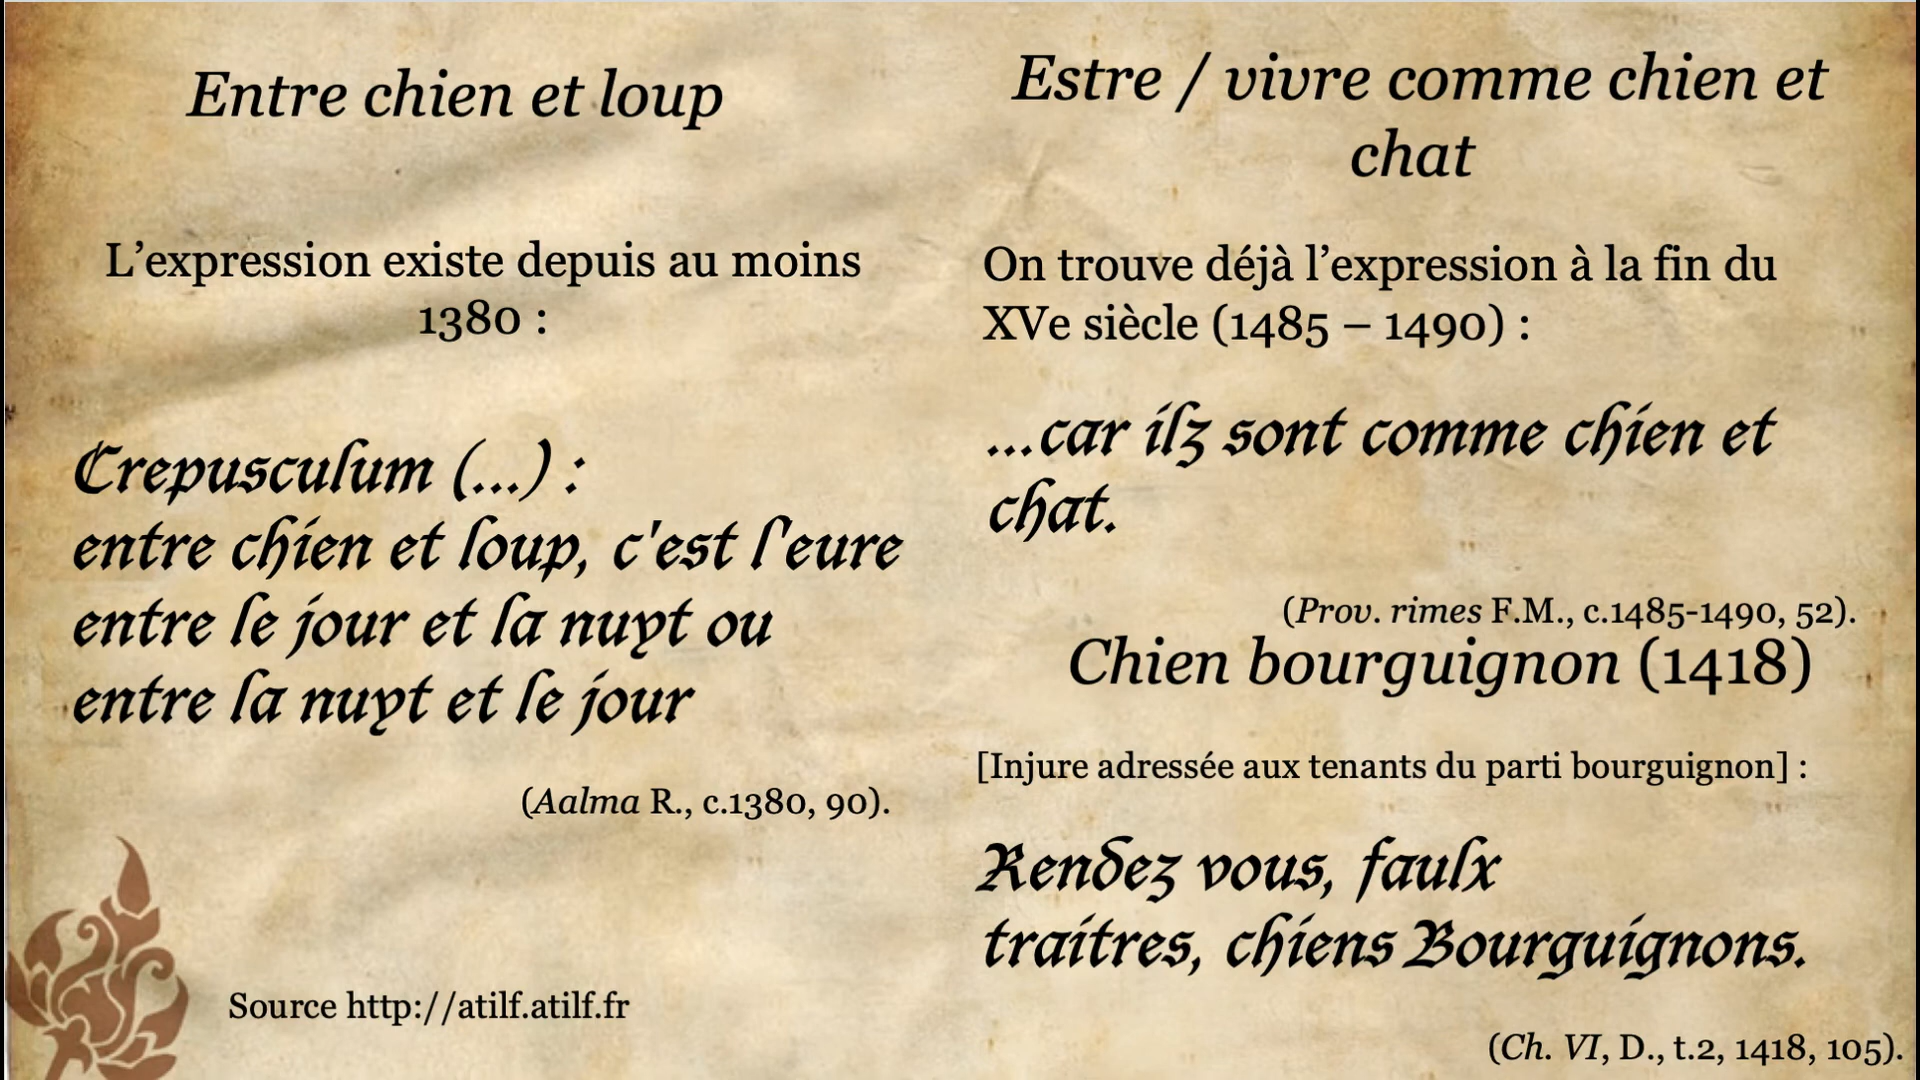 Entre chien et loup
L’expression existe depuis au moins
1380 :
Crepusculum (...) :
entre chien et loup, c'est l'eure
entre le jour et la nuyt ou
entre la nuyt et le jour
(Aalma R., c.1380, 90).
Source http://atilf.atilf.fr
Estre / vivre comme chien et
chat
On trouve déjà l’expression à la fin du
XVe siècle (1485 – 1490) :
...car ilz sont comme chien et
chat.
(Prov. rimes F.M., c.1485-1490, 52).
Chien bourguignon (1418)
[Injure adressée aux tenants du parti bourguignon] :
Rendez vous, faulx
traitres, chiens Bourguignons.
(Ch. VI, D., t.2, 1418, 105).